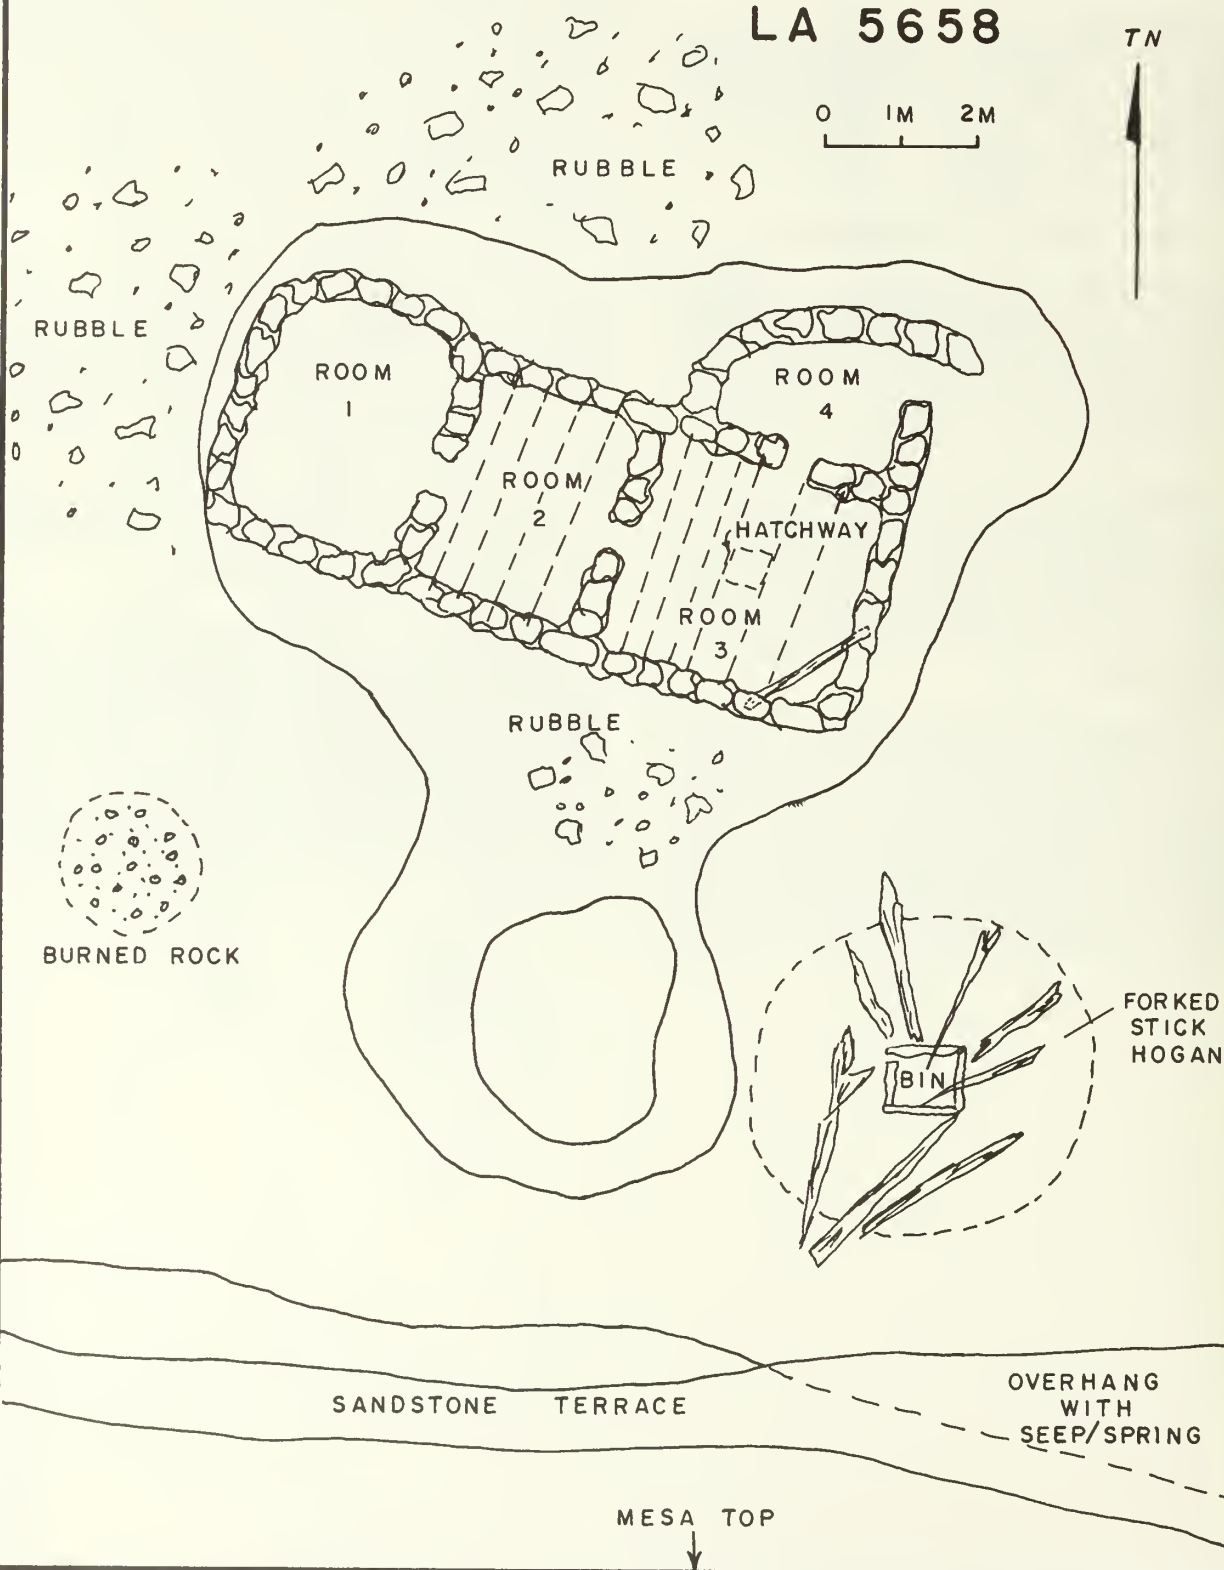 LA 5658
TN
0 1M 2M
RUBBLE
RUBBLE
ROOM
1
ROOM
4
ROOM
2
HATCHWAY
ROOM
3
RUBBLE
BURNED ROCK
FORKED
STICK
HOGAN
BIN
SANDSTONE TERRACE
OVERHANG
WITH
SEEP/SPRING
MESA TOP